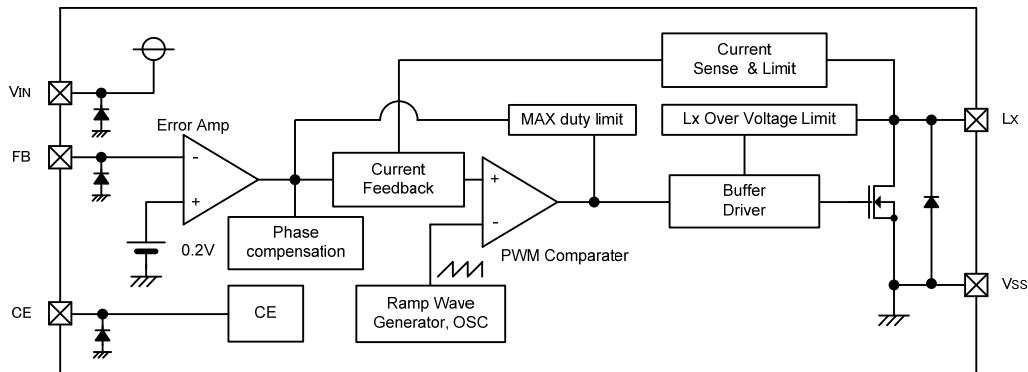 Current
Sense & Limit
VIN
Error Amp
MAX duty limit
Lx Over Voltage Limit
LX
FB
-
+
Current
Feedback
+
-
Buffer
Driver
0.2V
Phase
compensation
PWM Comparater
VSS
CE
CE
Ramp Wave
Generator, OSC